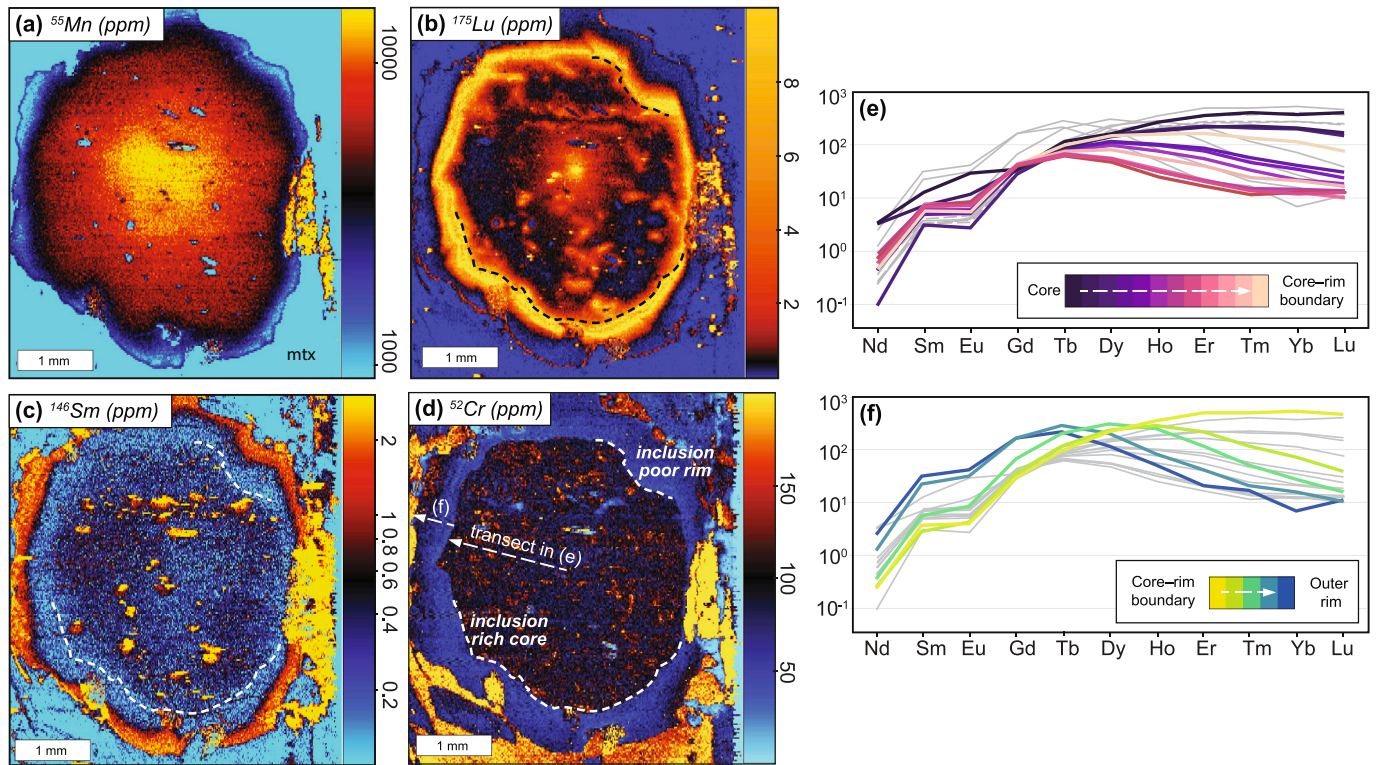 (a) ⁵⁵Mn (ppm)
10000
1000
mtx
1 mm
(b) ¹⁷⁵Lu (ppm)
8
6
4
2
1 mm
(c) ¹⁴⁶Sm (ppm)
2
1
0.8
0.6
0.4
0.2
1 mm
(d) ⁵²Cr (ppm)
150
100
50
inclusion
poor rim
(f)
transect in (e)
inclusion
rich core
1 mm
(e)
10³
10²
10¹
10⁰
10⁻¹
Core
Core–rim
boundary
Nd Sm Eu Gd Tb Dy Ho Er Tm Yb Lu
(f)
10³
10²
10¹
10⁰
10⁻¹
Core–rim
boundary
Outer
rim
Nd Sm Eu Gd Tb Dy Ho Er Tm Yb Lu